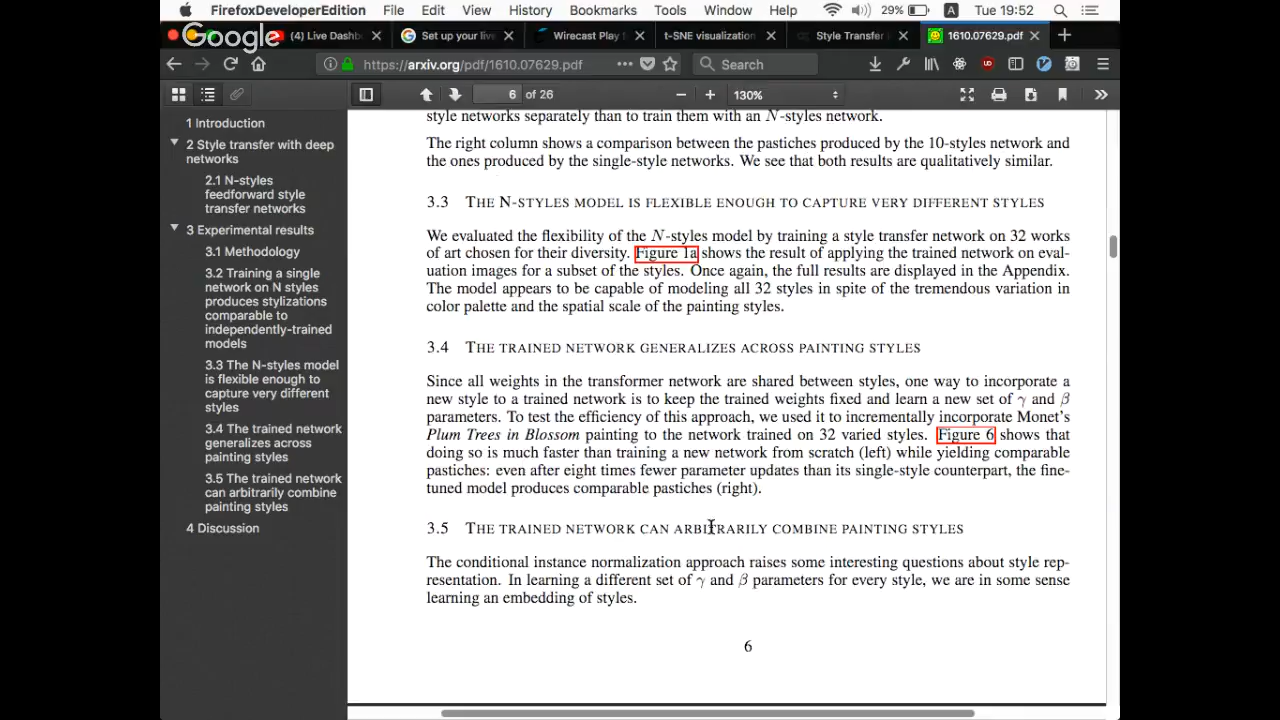 FirefoxDeveloperEdition File Edit View History Bookmarks Tools Window Help 29% A Tue 19:52
Google
(4) Live Dashb Set up your live Wirecast Play t-SNE visualization Style Transfer 1610.07629.pdf
https://arxiv.org/pdf/1610.07629.pdf Search
6 of 26 130%
1 Introduction
2 Style transfer with deep
networks
2.1 N-styles
feedforward style
transfer networks
3 Experimental results
3.1 Methodology
3.2 Training a single
network on N styles
produces stylizations
comparable to
independently-trained
models
3.3 The N-styles model
is flexible enough to
capture very different
styles
3.4 The trained network
generalizes across
painting styles
3.5 The trained network
can arbitrarily combine
painting styles
4 Discussion
style networks separately than to train them with an N-styles network.
The right column shows a comparison between the pastiches produced by the 10-styles network and
the ones produced by the single-style networks. We see that both results are qualitatively similar.
3.3 THE N-STYLES MODEL IS FLEXIBLE ENOUGH TO CAPTURE VERY DIFFERENT STYLES
We evaluated the flexibility of the N-styles model by training a style transfer network on 32 works
of art chosen for their diversity. Figure 1a shows the result of applying the trained network on eval-
uation images for a subset of the styles. Once again, the full results are displayed in the Appendix.
The model appears to be capable of modeling all 32 styles in spite of the tremendous variation in
color palette and the spatial scale of the painting styles.
3.4 THE TRAINED NETWORK GENERALIZES ACROSS PAINTING STYLES
Since all weights in the transformer network are shared between styles, one way to incorporate a
new style to a trained network is to keep the trained weights fixed and learn a new set of γ and β
parameters. To test the efficiency of this approach, we used it to incrementally incorporate Monet's
Plum Trees in Blossom painting to the network trained on 32 varied styles. Figure 6 shows that
doing so is much faster than training a new network from scratch (left) while yielding comparable
pastiches: even after eight times fewer parameter updates than its single-style counterpart, the fine-
tuned model produces comparable pastiches (right).
3.5 THE TRAINED NETWORK CAN ARBITRARILY COMBINE PAINTING STYLES
The conditional instance normalization approach raises some interesting questions about style rep-
resentation. In learning a different set of γ and β parameters for every style, we are in some sense
learning an embedding of styles.
6